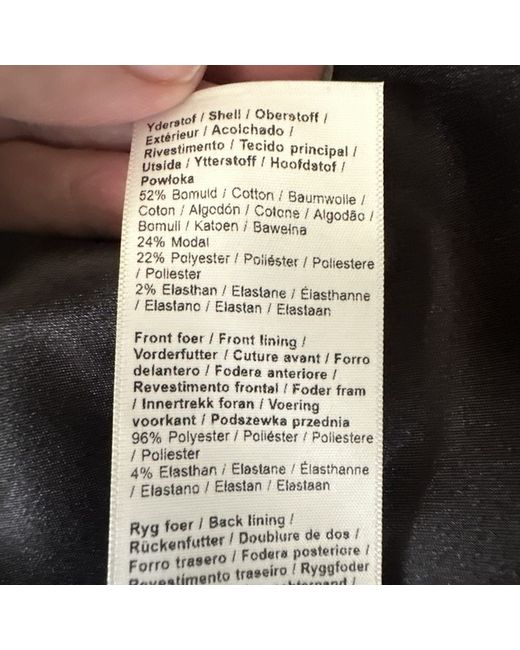 Yderstof / Shell / Oberstoff /
Extérieur / Acolchado /
Rivestimento / Tecido principal /
Utsida / Ytterstoff / Hoofdstof /
Powłoka
52% Bomuld / Cotton / Baumwolle /
Coton / Algodón / Cotone / Algodão /
Bomull / Katoen / Bawełna
24% Modal
22% Polyester / Poliéster / Poliestere
/ Poliester
2% Elasthan / Elastane / Élasthanne
/ Elastano / Elastan / Elastaan
Front foer / Front lining /
Vorderfutter / Cuture avant / Forro
delantero / Fodera anteriore /
Revestimento frontal / Foder fram
/ Innertrekk foran / Voering
voorkant / Podszewka przednia
96% Polyester / Poliéster / Poliestere
/ Poliester
4% Elasthan / Elastane / Élasthanne
/ Elastano / Elastan / Elastaan
Ryg foer / Back lining /
Rückenfutter / Doublure de dos /
Forro trasero / Fodera posteriore /
Revestimento traseiro / Ryggfoder